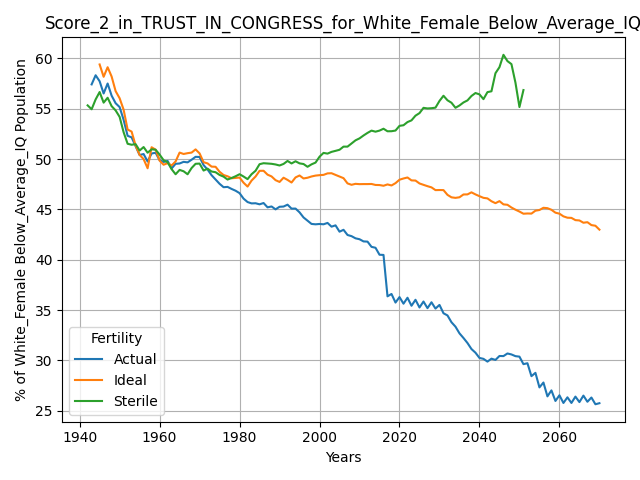 Score_2_in_TRUST_IN_CONGRESS_for_White_Female_Below_Average_IQ
% of White_Female Below_Average_IQ Population
60
55
50
45
40
35
30
25
Fertility
Actual
Ideal
Sterile
1940 1960 1980 2000 2020 2040 2060
Years